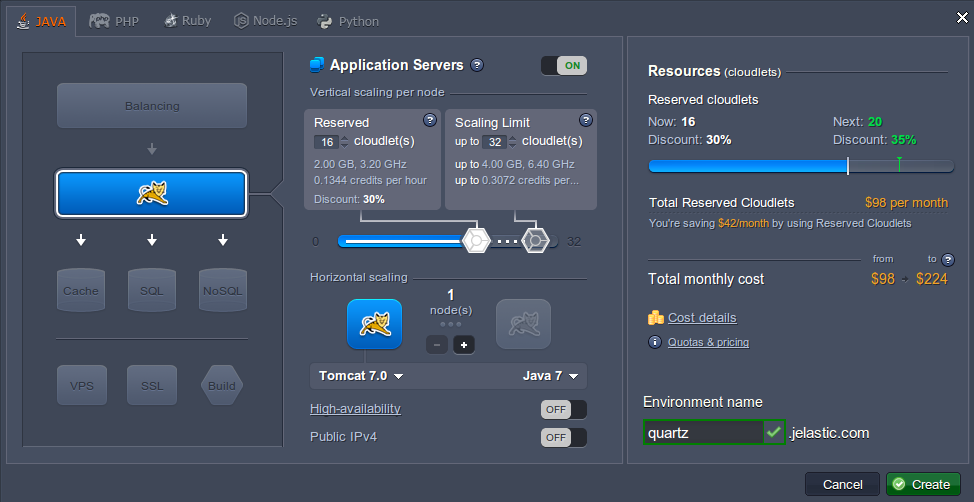 JAVA
PHP
Ruby
Node.js
Python
Balancing
Cache
SQL
NoSQL
VPS
SSL
Build
Application Servers ?
ON
Vertical scaling per node
Reserved ?
16 cloudlet(s)
2.00 GB, 3.20 GHz
0.1344 credits per hour
Discount: 30%
Scaling Limit ?
up to 32 cloudlet(s)
up to 4.00 GB, 6.40 GHz
up to 0.3072 credits per...
0
32
Horizontal scaling
1
node(s)
- +
Tomcat 7.0
Java 7
High-availability
OFF
Public IPv4
OFF
Resources (cloudlets)
Reserved cloudlets
Now: 16
Next: 20
Discount: 30%
Discount: 35%
Total Reserved Cloudlets
$98 per month
You're saving $42/month by using Reserved Cloudlets
from
to ?
Total monthly cost
$98
$224
Cost details
Quotas & pricing
Environment name
quartz
.jelastic.com
Cancel
Create